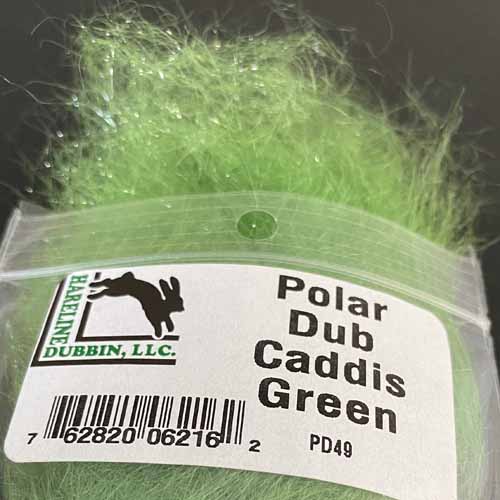 HARELINE
DUBBIN, LLC.
Polar
Dub
Caddis
Green
PD49
7 62820 06216 2